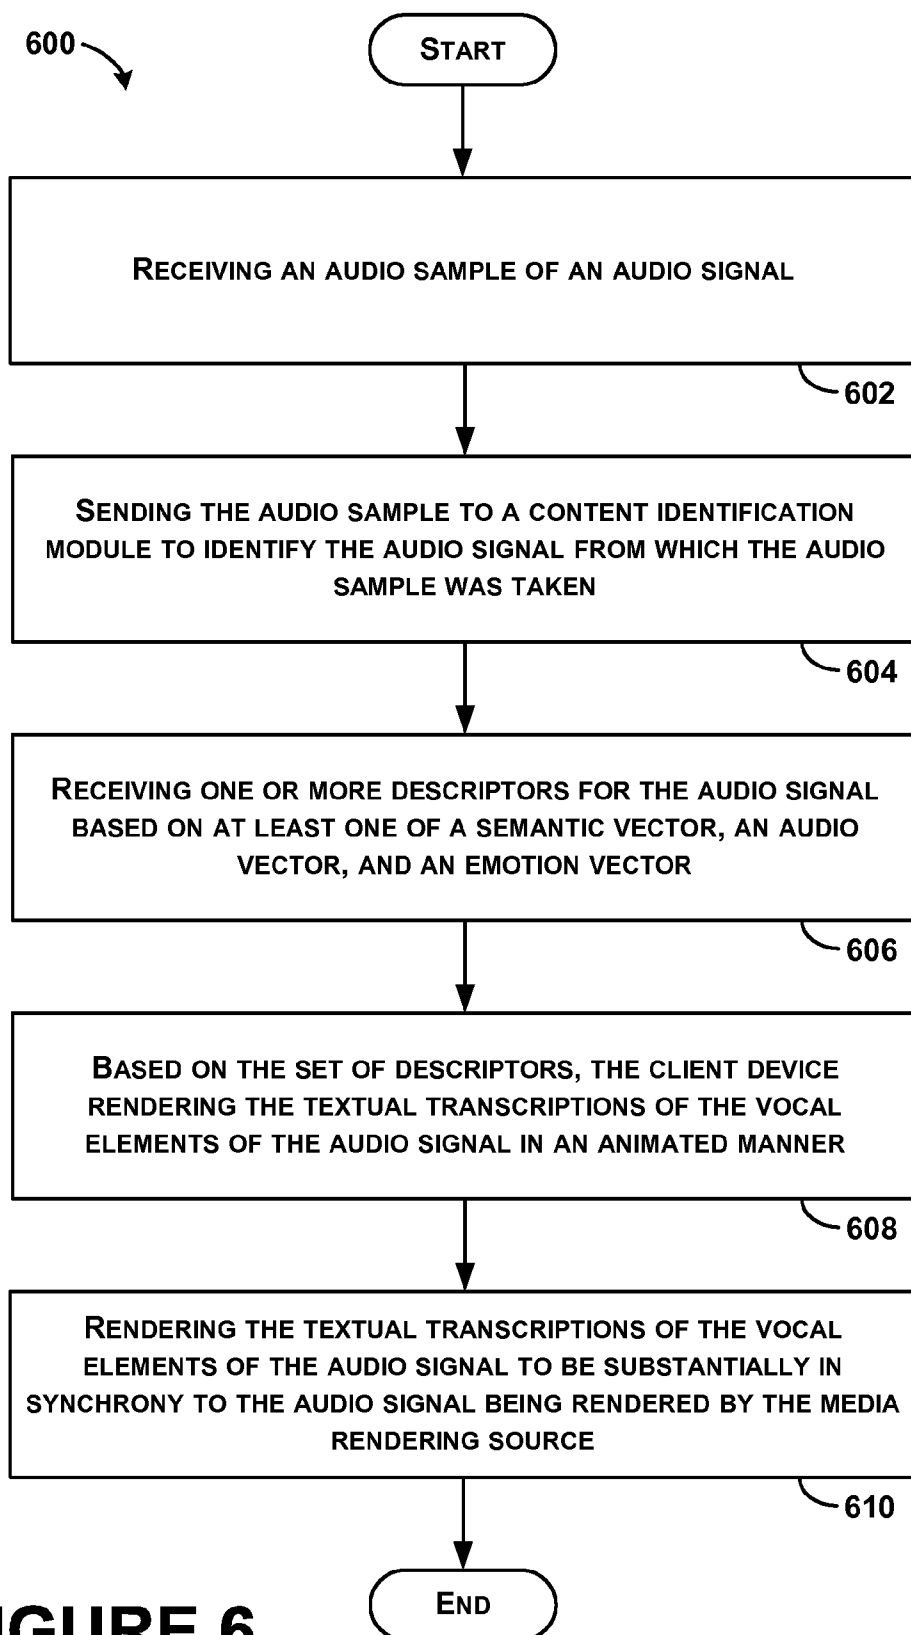 600
START
RECEIVING AN AUDIO SAMPLE OF AN AUDIO SIGNAL
602
SENDING THE AUDIO SAMPLE TO A CONTENT IDENTIFICATION
MODULE TO IDENTIFY THE AUDIO SIGNAL FROM WHICH THE AUDIO
SAMPLE WAS TAKEN
604
RECEIVING ONE OR MORE DESCRIPTORS FOR THE AUDIO SIGNAL
BASED ON AT LEAST ONE OF A SEMANTIC VECTOR, AN AUDIO
VECTOR, AND AN EMOTION VECTOR
606
BASED ON THE SET OF DESCRIPTORS, THE CLIENT DEVICE
RENDERING THE TEXTUAL TRANSCRIPTIONS OF THE VOCAL
ELEMENTS OF THE AUDIO SIGNAL IN AN ANIMATED MANNER
608
RENDERING THE TEXTUAL TRANSCRIPTIONS OF THE VOCAL
ELEMENTS OF THE AUDIO SIGNAL TO BE SUBSTANTIALLY IN
SYNCHRONY TO THE AUDIO SIGNAL BEING RENDERED BY THE MEDIA
RENDERING SOURCE
610
END
IGURE 6